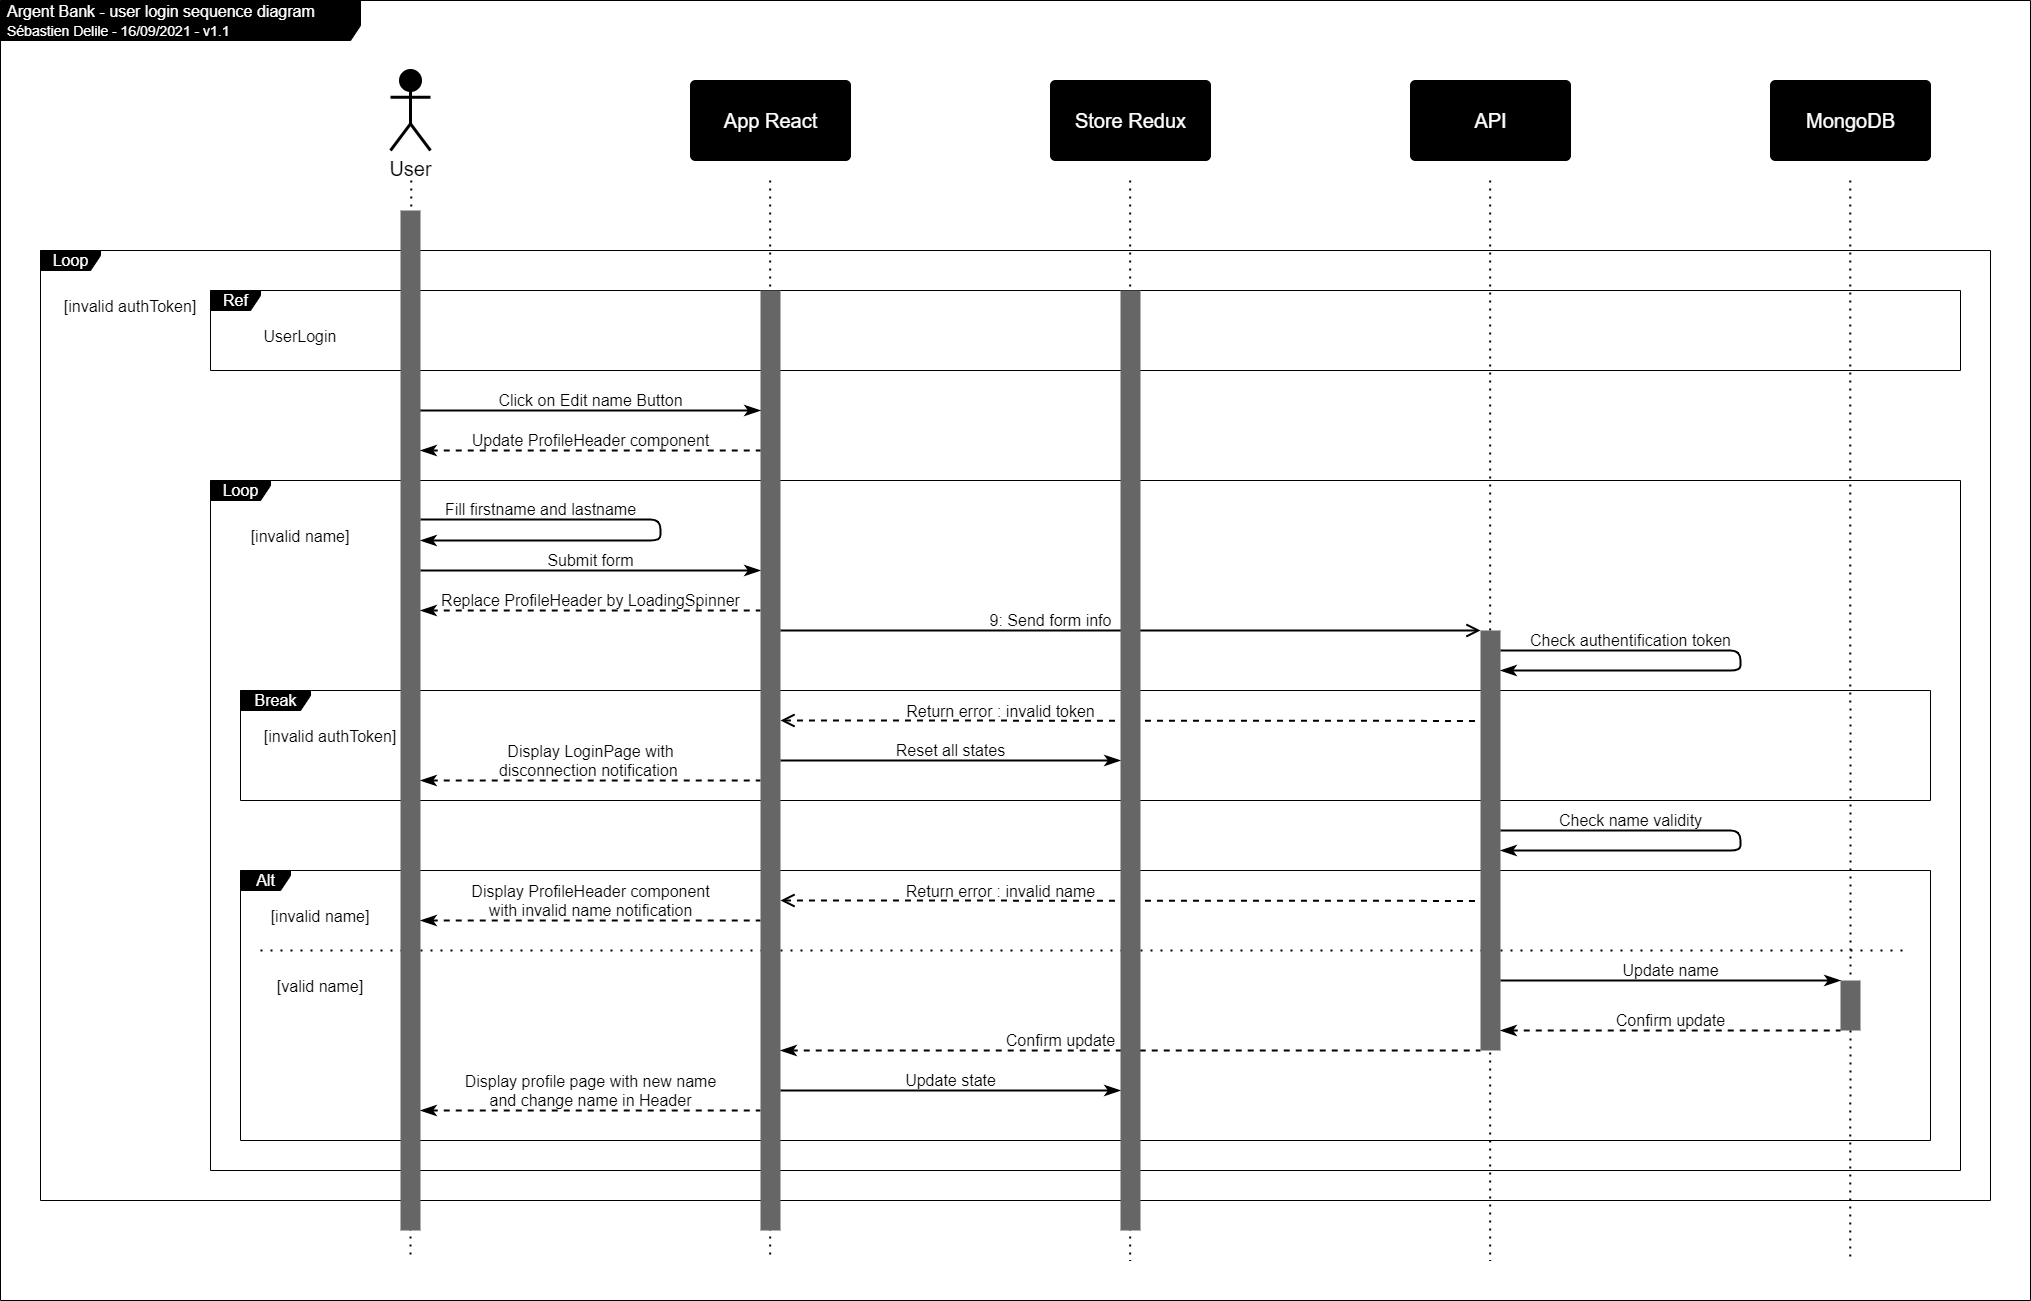 Argent Bank - user login sequence diagram
Sébastien Delile - 16/09/2021 - v1.1
User
App React
Store Redux
API
MongoDB
Loop
[invalid authToken]
Ref
UserLogin
Click on Edit name Button
Update ProfileHeader component
Loop
[invalid name]
Fill firstname and lastname
Submit form
Replace ProfileHeader by LoadingSpinner
9: Send form info
Check authentification token
Break
[invalid authToken]
Return error : invalid token
Display LoginPage with
disconnection notification
Reset all states
Check name validity
Alt
[invalid name]
Display ProfileHeader component
with invalid name notification
Return error : invalid name
[valid name]
Update name
Confirm update
Confirm update
Display profile page with new name
and change name in Header
Update state